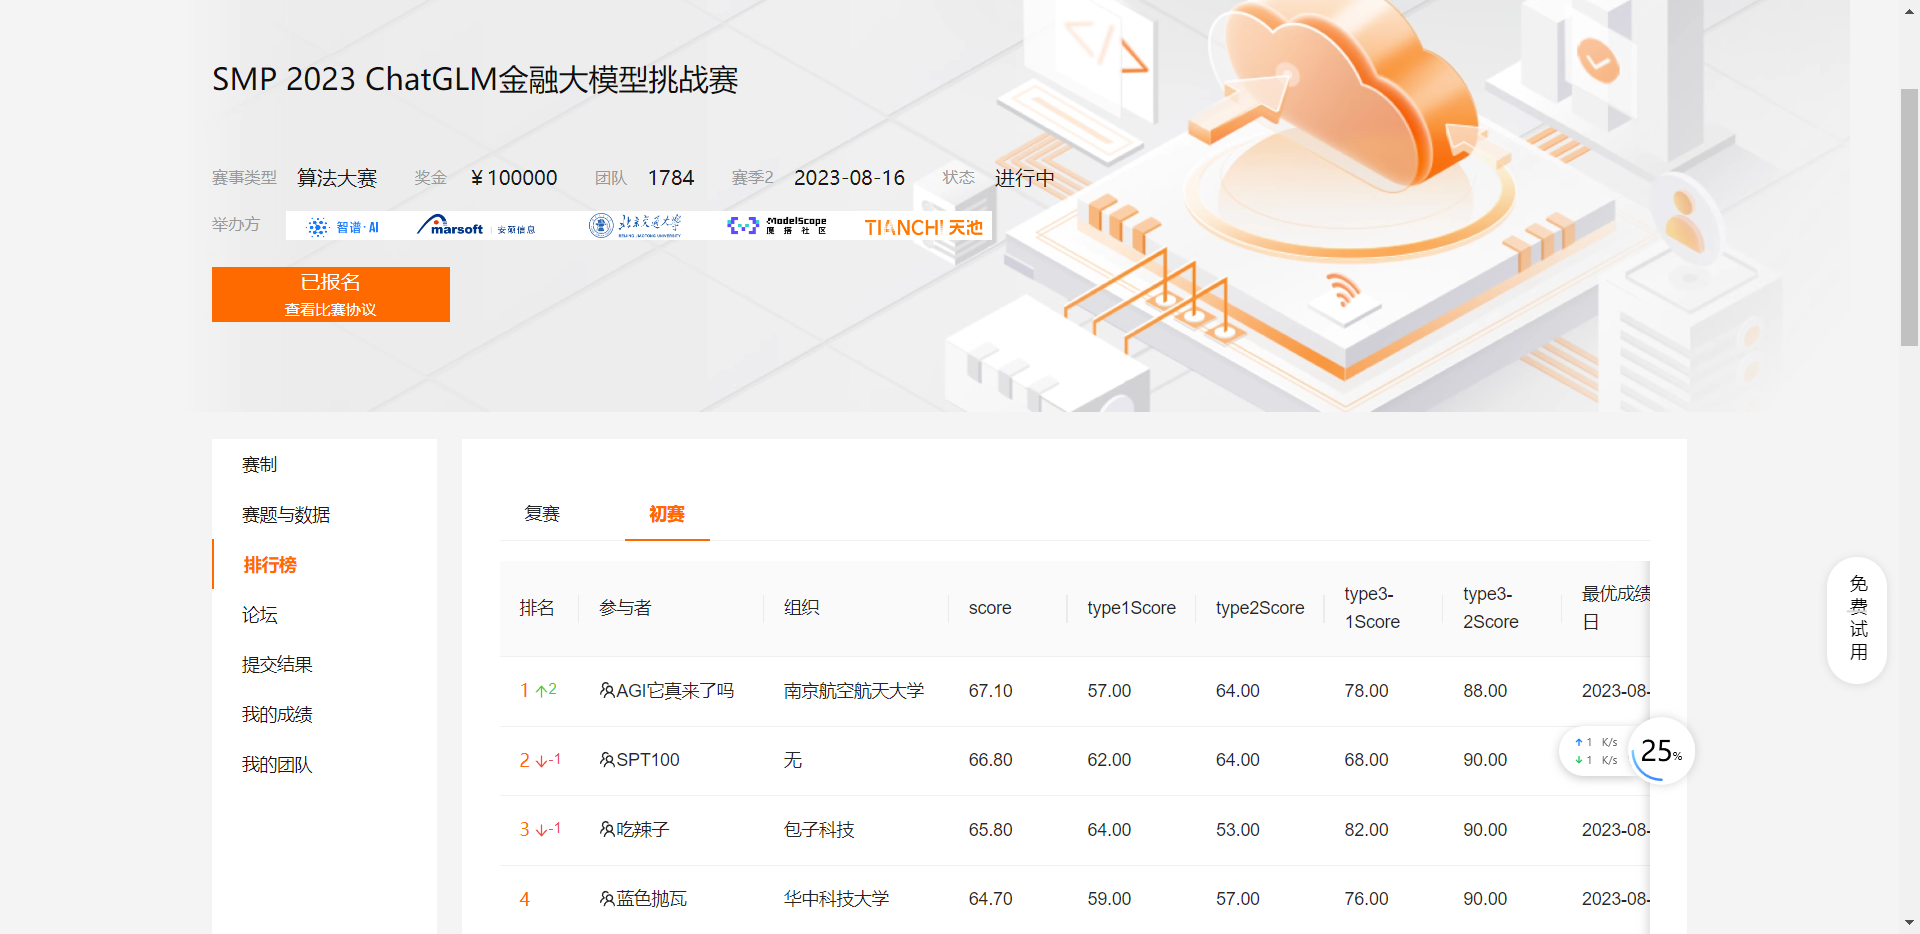 SMP 2023 ChatGLM金融大模型挑战赛
赛事类型 算法大赛 奖金 ¥100000 团队 1784 赛季2 2023-08-16 状态 进行中
举办方 智谱·AI marsoft 安硕信息 北京交通大学 BEIJING JIAOTONG UNIVERSITY ModelScope 魔搭社区 TIANCHI 天池
已报名
查看比赛协议
赛制
赛题与数据
排行榜
论坛
提交结果
我的成绩
我的团队
复赛 初赛
排名 参与者 组织 score type1Score type2Score type3-1Score type3-2Score 最优成绩日
1 ↑2 AGI它真来了吗 南京航空航天大学 67.10 57.00 64.00 78.00 88.00 2023-08-
2 ↓-1 SPT100 无 66.80 62.00 64.00 68.00 90.00
3 ↓-1 吃辣子 包子科技 65.80 64.00 53.00 82.00 90.00 2023-08-
4 蓝色抛瓦 华中科技大学 64.70 59.00 57.00 76.00 90.00 2023-08-
↑ 1 K/s
↓ 1 K/s
25%
免费试用